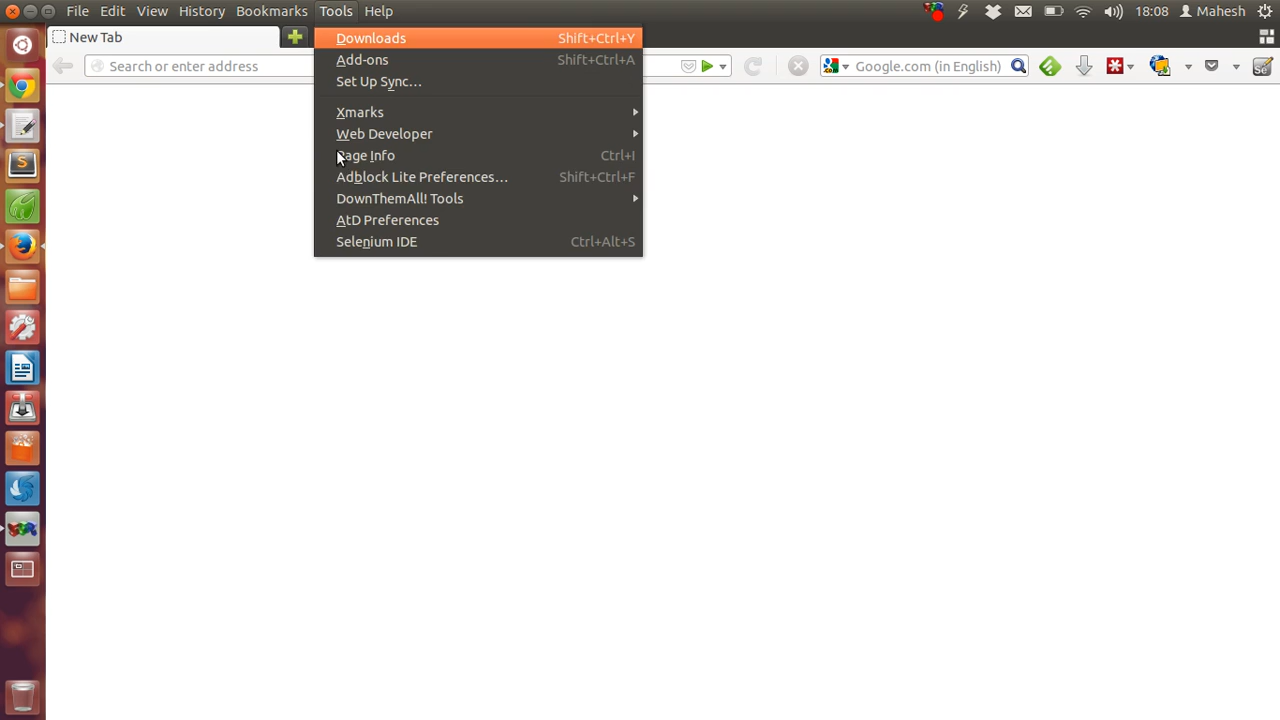 File Edit View History Bookmarks Tools Help 18:08 Mahesh
New Tab
Search or enter address Google.com (in English)
Downloads Shift+Ctrl+Y
Add-ons Shift+Ctrl+A
Set Up Sync...
Xmarks
Web Developer
Page Info Ctrl+I
Adblock Lite Preferences... Shift+Ctrl+F
DownThemAll! Tools
AtD Preferences
Selenium IDE Ctrl+Alt+S
Se
S